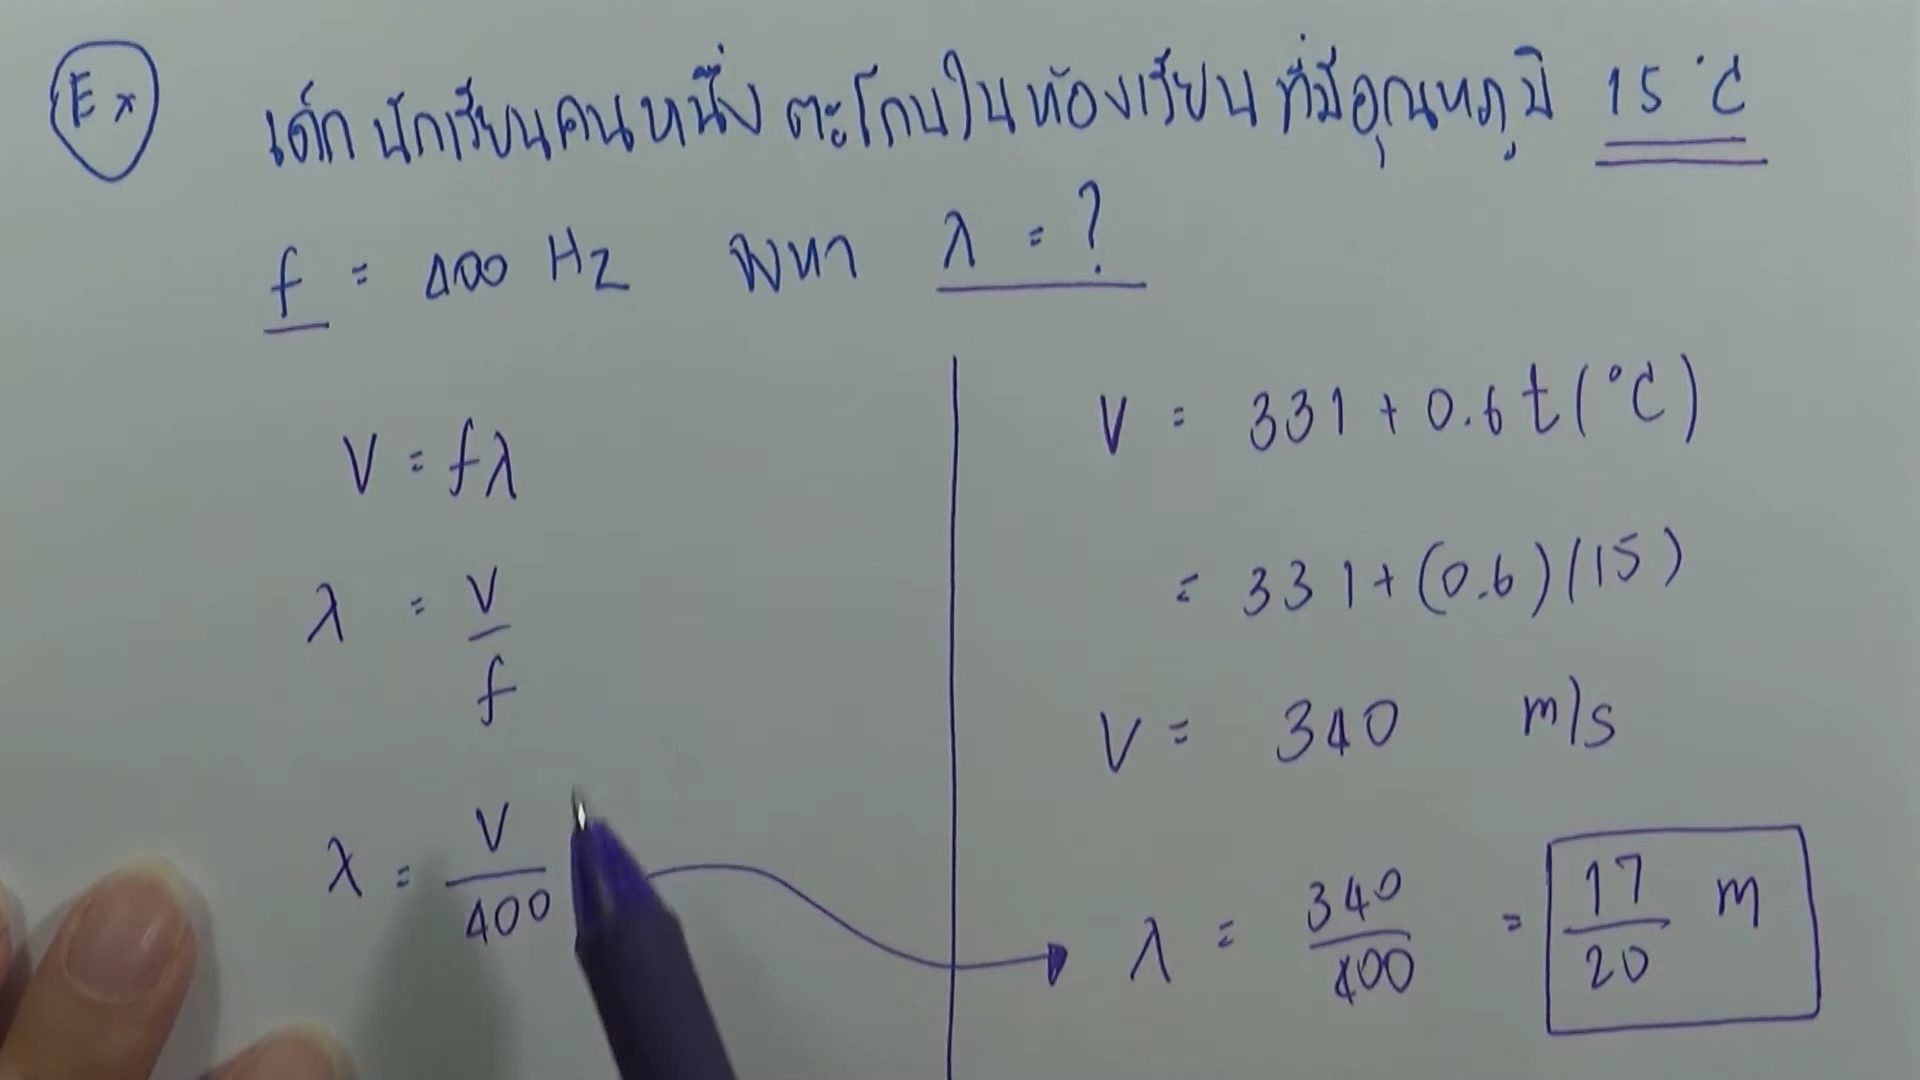 Ex เด็กนักเรียนคนหนึ่ง ตะโกนในห้องเรียน ที่มีอุณหภูมิ 15 °C
f = 400 Hz จงหา λ = ?
V = fλ
λ = V/f
λ = V/400
V = 331 + 0.6 t (°C)
= 331 + (0.6)(15)
V = 340 m/s
λ = 340/400 = 17/20 m